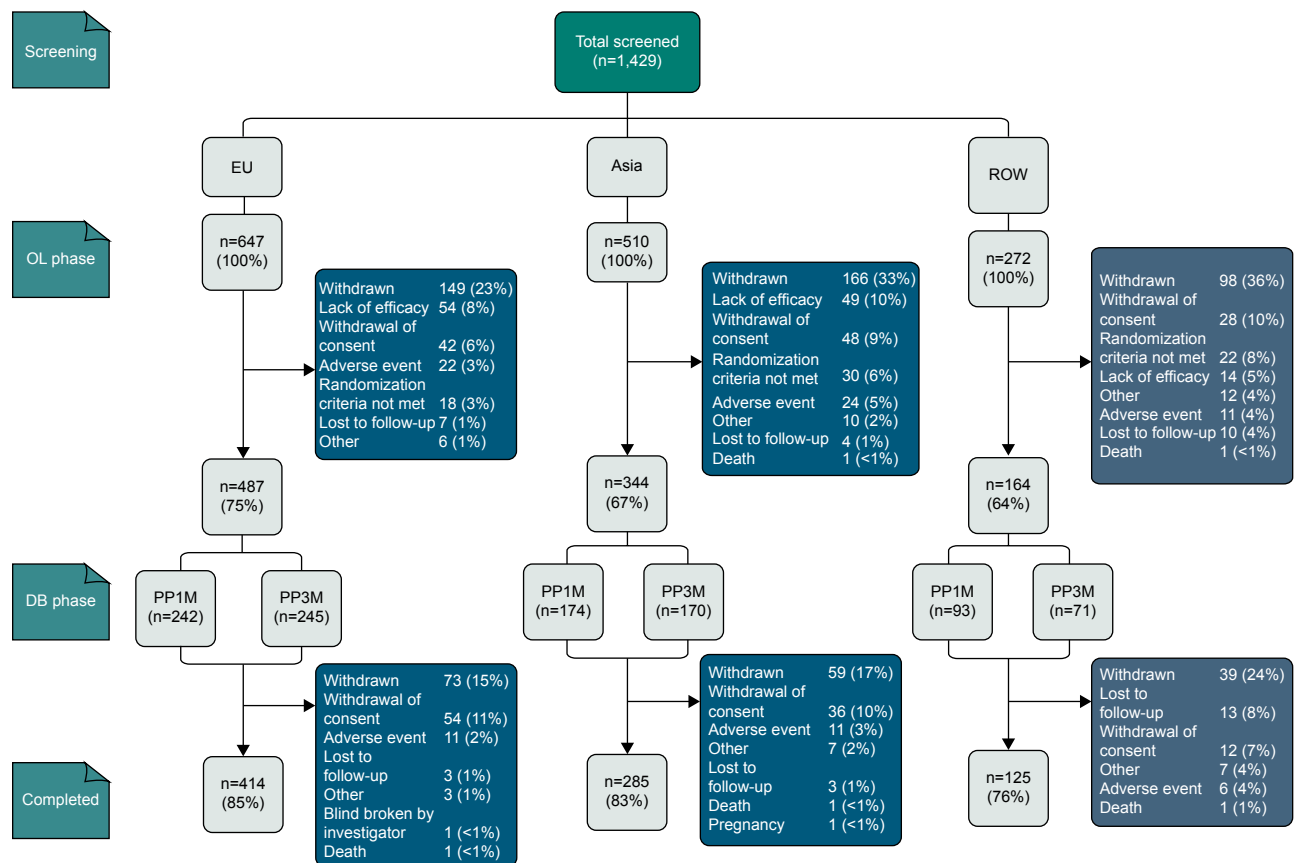 Screening
Total screened
(n=1,429)
EU
Asia
ROW
OL phase
n=647
(100%)
n=510
(100%)
n=272
(100%)
Withdrawn 149 (23%)
Lack of efficacy 54 (8%)
Withdrawal of
consent 42 (6%)
Adverse event 22 (3%)
Randomization
criteria not met 18 (3%)
Lost to follow-up 7 (1%)
Other 6 (1%)
Withdrawn 166 (33%)
Lack of efficacy 49 (10%)
Withdrawal of
consent 48 (9%)
Randomization
criteria not met 30 (6%)
Adverse event 24 (5%)
Other 10 (2%)
Lost to follow-up 4 (1%)
Death 1 (<1%)
Withdrawn 98 (36%)
Withdrawal of
consent 28 (10%)
Randomization
criteria not met 22 (8%)
Lack of efficacy 14 (5%)
Other 12 (4%)
Adverse event 11 (4%)
Lost to follow-up 10 (4%)
Death 1 (<1%)
n=487
(75%)
n=344
(67%)
n=164
(64%)
DB phase
PP1M
(n=242)
PP3M
(n=245)
PP1M
(n=174)
PP3M
(n=170)
PP1M
(n=93)
PP3M
(n=71)
Withdrawn 73 (15%)
Withdrawal of
consent 54 (11%)
Adverse event 11 (2%)
Lost to
follow-up 3 (1%)
Other 3 (1%)
Blind broken by
investigator 1 (<1%)
Death 1 (<1%)
Withdrawn 59 (17%)
Withdrawal of
consent 36 (10%)
Adverse event 11 (3%)
Other 7 (2%)
Lost to
follow-up 3 (1%)
Death 1 (<1%)
Pregnancy 1 (<1%)
Withdrawn 39 (24%)
Lost to
follow-up 13 (8%)
Withdrawal of
consent 12 (7%)
Other 7 (4%)
Adverse event 6 (4%)
Death 1 (1%)
Completed
n=414
(85%)
n=285
(83%)
n=125
(76%)